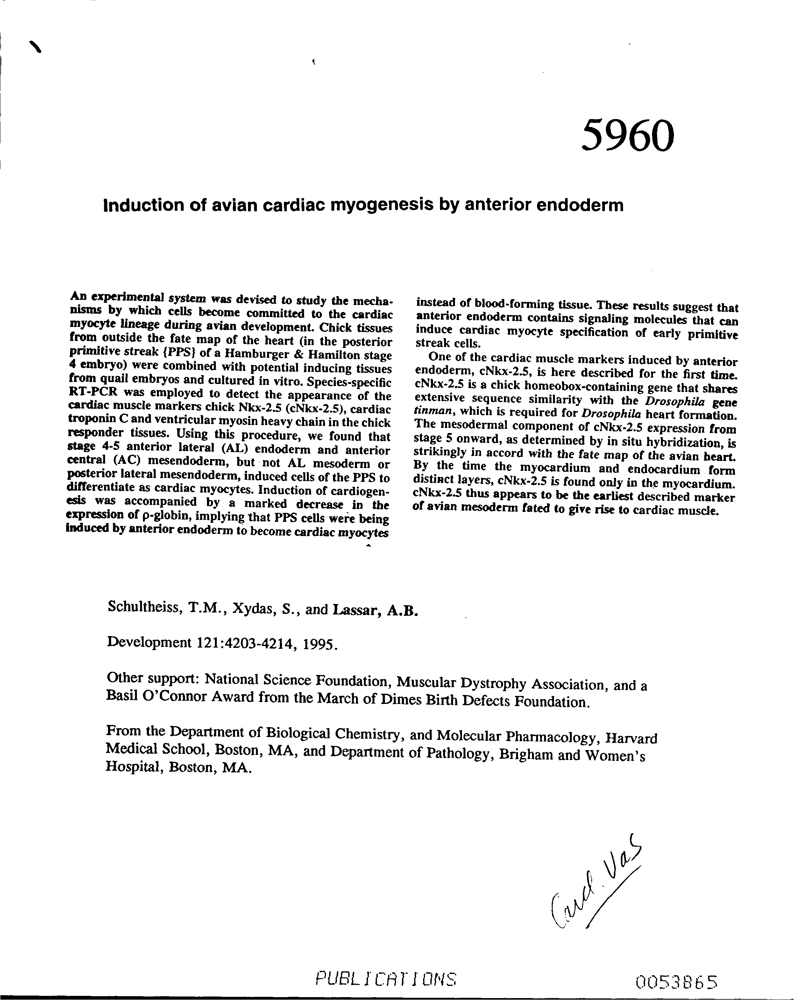 5960
Induction of avian cardiac myogenesis by anterior endoderm
An experimental system was devised to study the mecha-
nisms by which cells become committed to the cardiac
myocyte lineage during avian development. Chick tissues
from outside the fate map of the heart (in the posterior
primitive streak {PPS} of a Hamburger & Hamilton stage
4 embryo) were combined with potential inducing tissues
from quail embryos and cultured in vitro. Species-specific
RT-PCR was employed to detect the appearance of the
cardiac muscle markers chick Nkx-2.5 (cNkx-2.5), cardiac
troponin C and ventricular myosin heavy chain in the chick
responder tissues. Using this procedure, we found that
stage 4-5 anterior lateral (AL) endoderm and anterior
central (AC) mesendoderm, but not AL mesoderm or
posterior lateral mesendoderm, induced cells of the PPS to
differentiate as cardiac myocytes. Induction of cardiogen-
esis was accompanied by a marked decrease in the
expression of ρ-globin, implying that PPS cells were being
induced by anterior endoderm to become cardiac myocytes
instead of blood-forming tissue. These results suggest that
anterior endoderm contains signaling molecules that can
induce cardiac myocyte specification of early primitive
streak cells.
One of the cardiac muscle markers induced by anterior
endoderm, cNkx-2.5, is here described for the first time.
cNkx-2.5 is a chick homeobox-containing gene that shares
extensive sequence similarity with the Drosophila gene
tinman, which is required for Drosophila heart formation.
The mesodermal component of cNkx-2.5 expression from
stage 5 onward, as determined by in situ hybridization, is
strikingly in accord with the fate map of the avian heart.
By the time the myocardium and endocardium form
distinct layers, cNkx-2.5 is found only in the myocardium.
cNkx-2.5 thus appears to be the earliest described marker
of avian mesoderm fated to give rise to cardiac muscle.
Schultheiss, T.M., Xydas, S., and Lassar, A.B.
Development 121:4203-4214, 1995.
Other support: National Science Foundation, Muscular Dystrophy Association, and a
Basil O'Connor Award from the March of Dimes Birth Defects Foundation.
From the Department of Biological Chemistry, and Molecular Pharmacology, Harvard
Medical School, Boston, MA, and Department of Pathology, Brigham and Women's
Hospital, Boston, MA.
Card. Vas
PUBLICATIONS
0053865